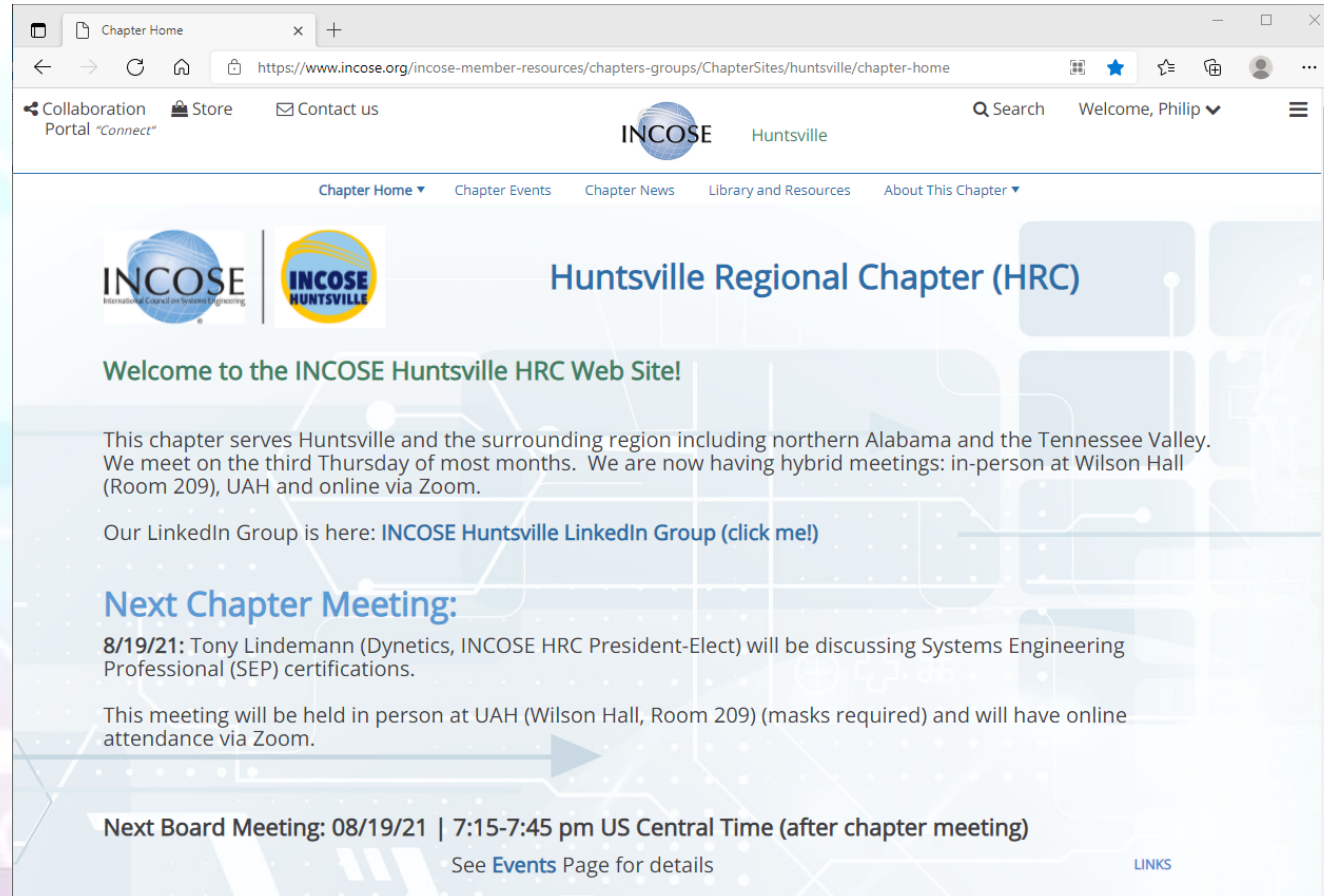 Chapter Home
https://www.incose.org/incose-member-resources/chapters-groups/ChapterSites/huntsville/chapter-home
Collaboration Store Contact us Search Welcome, Philip
Portal "Connect"
INCOSE Huntsville
Chapter Home Chapter Events Chapter News Library and Resources About This Chapter
INCOSE
International Council on Systems Engineering
®
INCOSE
HUNTSVILLE
Huntsville Regional Chapter (HRC)
Welcome to the INCOSE Huntsville HRC Web Site!
This chapter serves Huntsville and the surrounding region including northern Alabama and the Tennessee Valley.
We meet on the third Thursday of most months. We are now having hybrid meetings: in-person at Wilson Hall
(Room 209), UAH and online via Zoom.
Our LinkedIn Group is here: INCOSE Huntsville LinkedIn Group (click me!)
Next Chapter Meeting:
8/19/21: Tony Lindemann (Dynetics, INCOSE HRC President-Elect) will be discussing Systems Engineering
Professional (SEP) certifications.
This meeting will be held in person at UAH (Wilson Hall, Room 209) (masks required) and will have online
attendance via Zoom.
Next Board Meeting: 08/19/21 | 7:15-7:45 pm US Central Time (after chapter meeting)
See Events Page for details
LINKS